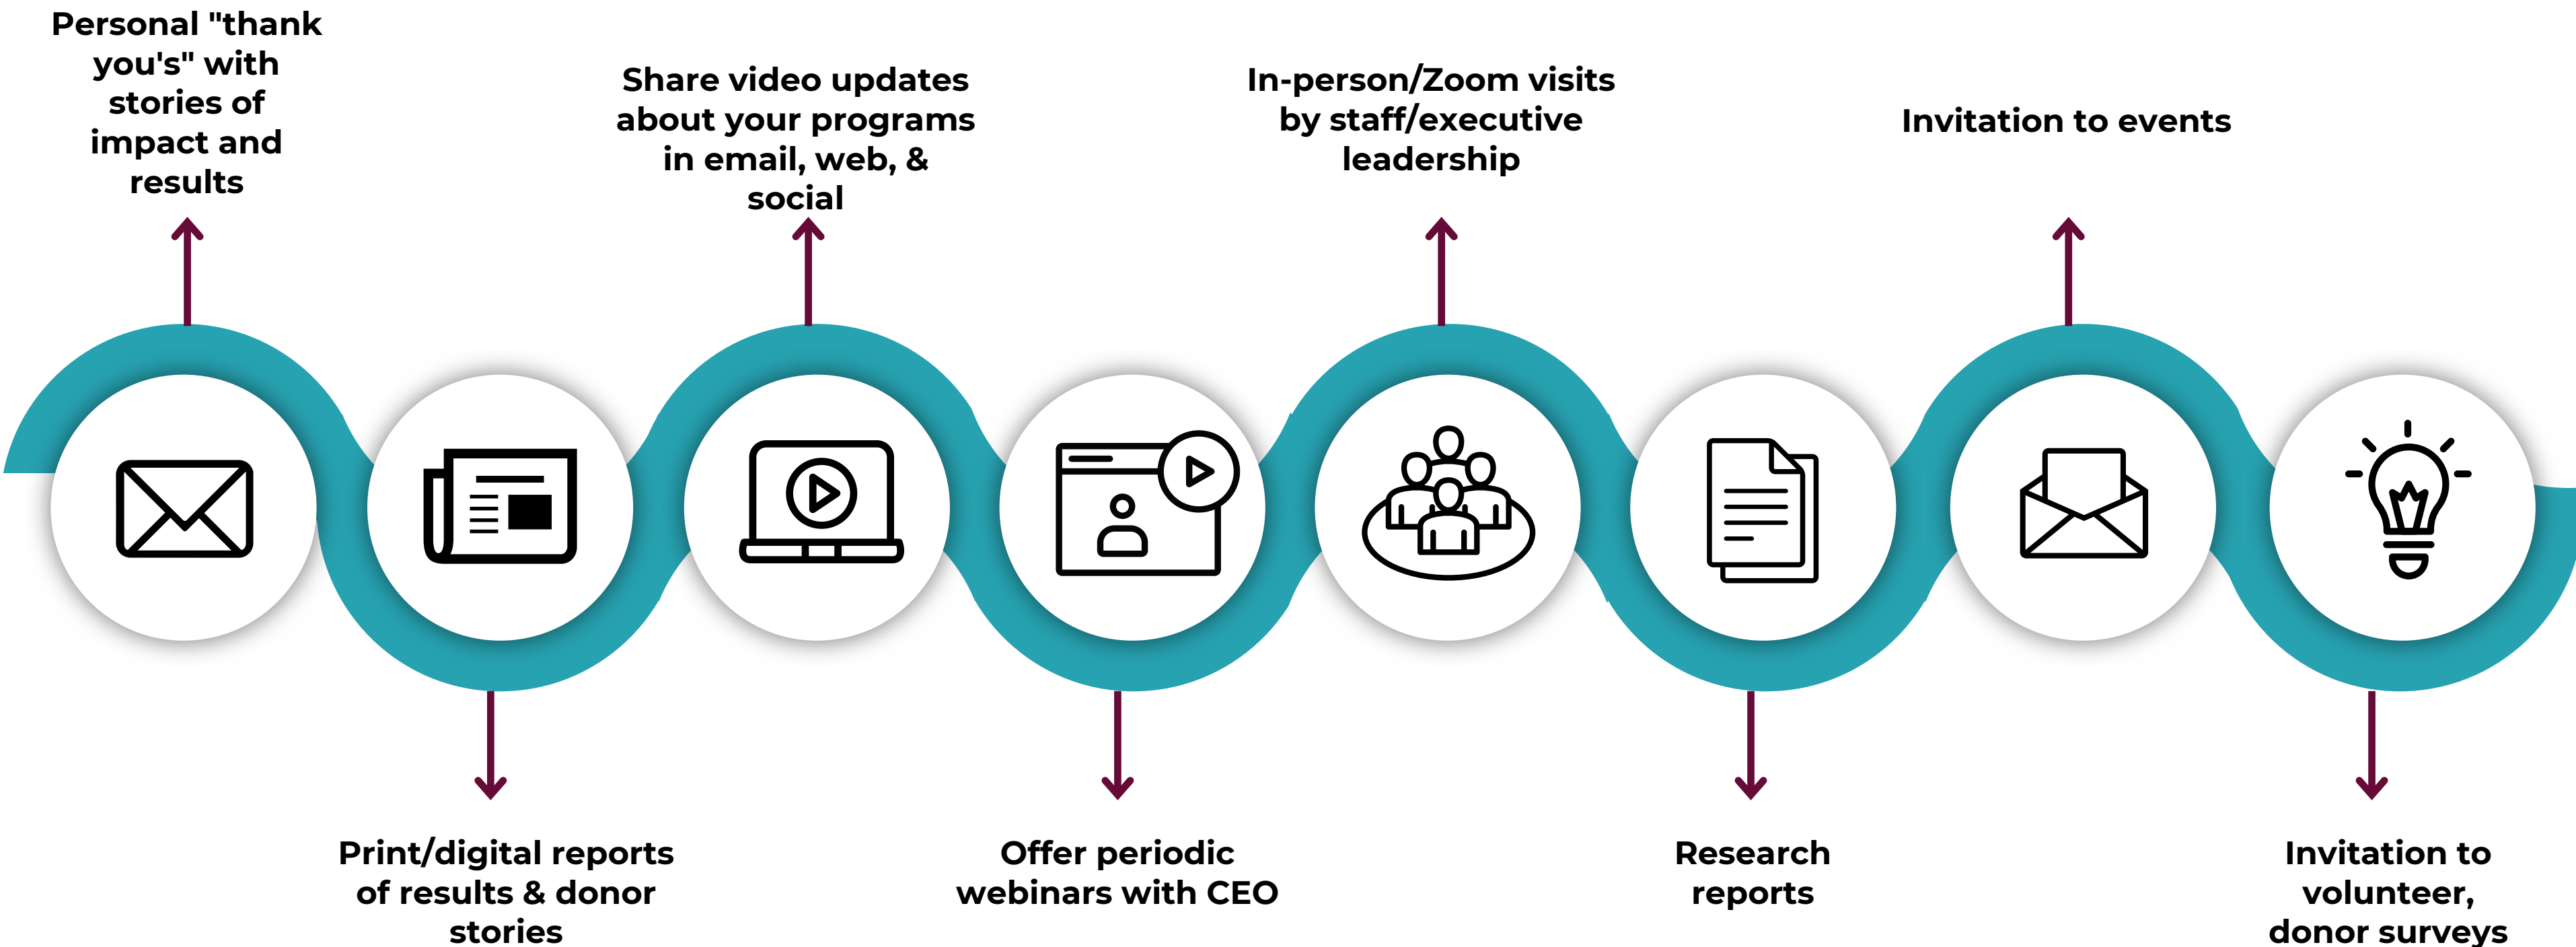 Personal "thank
you's" with
stories of
impact and
results
Print/digital reports
of results & donor
stories
Share video updates
about your programs
in email, web, &
social
Offer periodic
webinars with CEO
In-person/Zoom visits
by staff/executive
leadership
Research
reports
Invitation to events
Invitation to
volunteer,
donor surveys